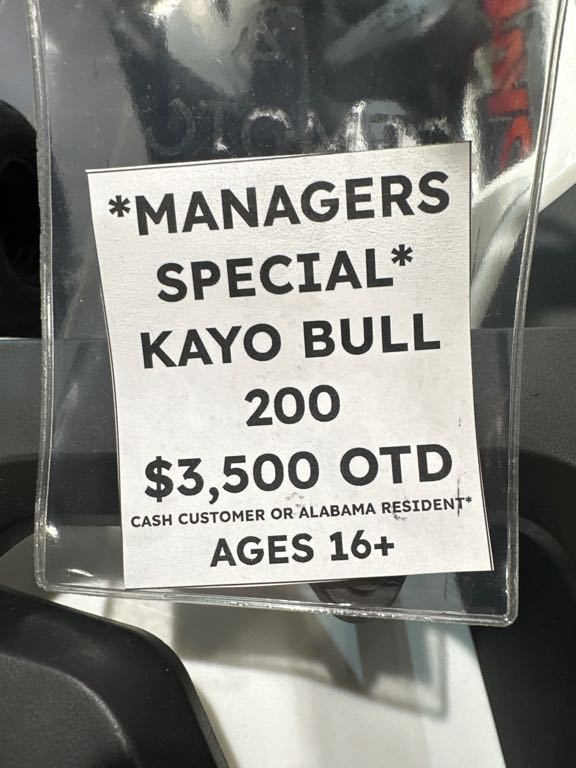 *MANAGERS
SPECIAL*
KAYO BULL
200
$3,500 OTD
CASH CUSTOMER OR ALABAMA RESIDENT*
AGES 16+